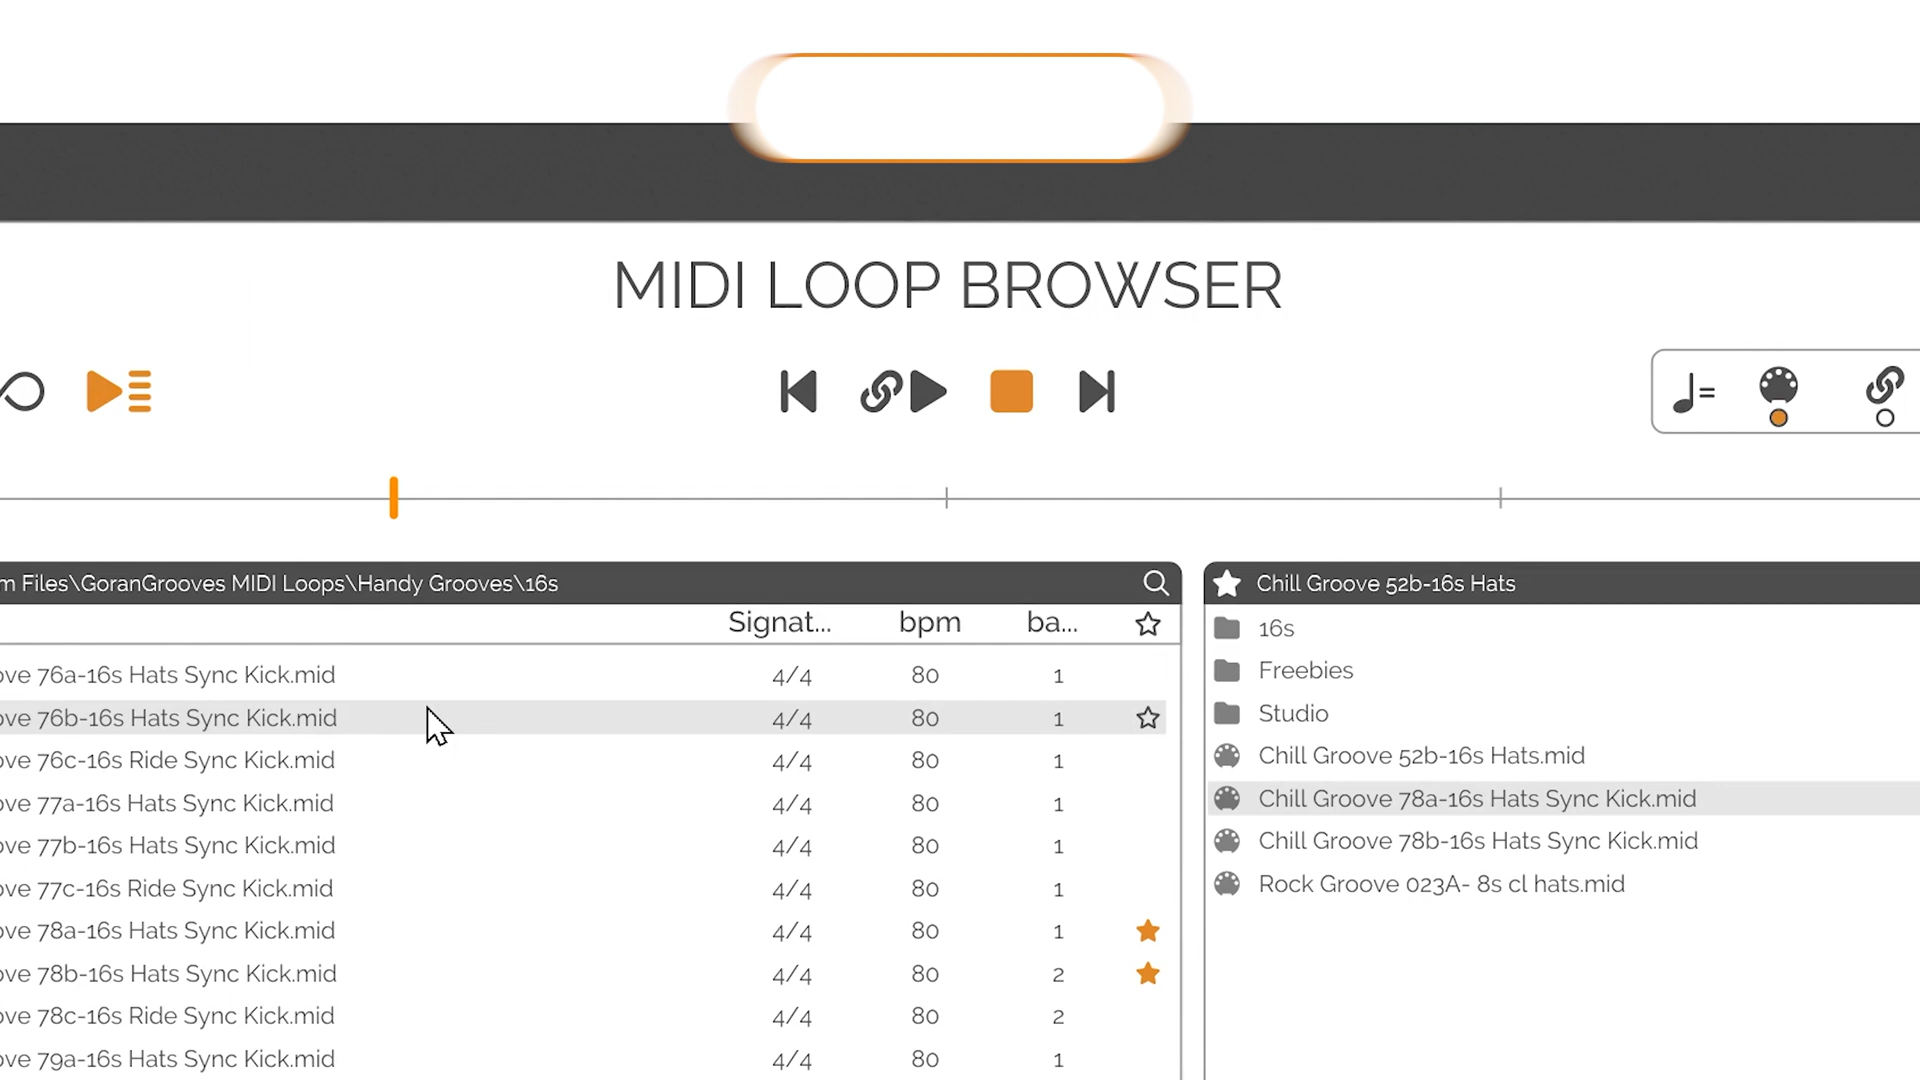 MIDI LOOP BROWSER
=
m Files\GoranGrooves MIDI Loops\Handy Grooves\16s
Signat... bpm ba...
ove 76a-16s Hats Sync Kick.mid 4/4 80 1
ove 76b-16s Hats Sync Kick.mid 4/4 80 1
ove 76c-16s Ride Sync Kick.mid 4/4 80 1
ove 77a-16s Hats Sync Kick.mid 4/4 80 1
ove 77b-16s Hats Sync Kick.mid 4/4 80 1
ove 77c-16s Ride Sync Kick.mid 4/4 80 1
ove 78a-16s Hats Sync Kick.mid 4/4 80 1
ove 78b-16s Hats Sync Kick.mid 4/4 80 2
ove 78c-16s Ride Sync Kick.mid 4/4 80 2
ove 79a-16s Hats Sync Kick.mid 4/4 80 1
Chill Groove 52b-16s Hats
16s
Freebies
Studio
Chill Groove 52b-16s Hats.mid
Chill Groove 78a-16s Hats Sync Kick.mid
Chill Groove 78b-16s Hats Sync Kick.mid
Rock Groove 023A- 8s cl hats.mid